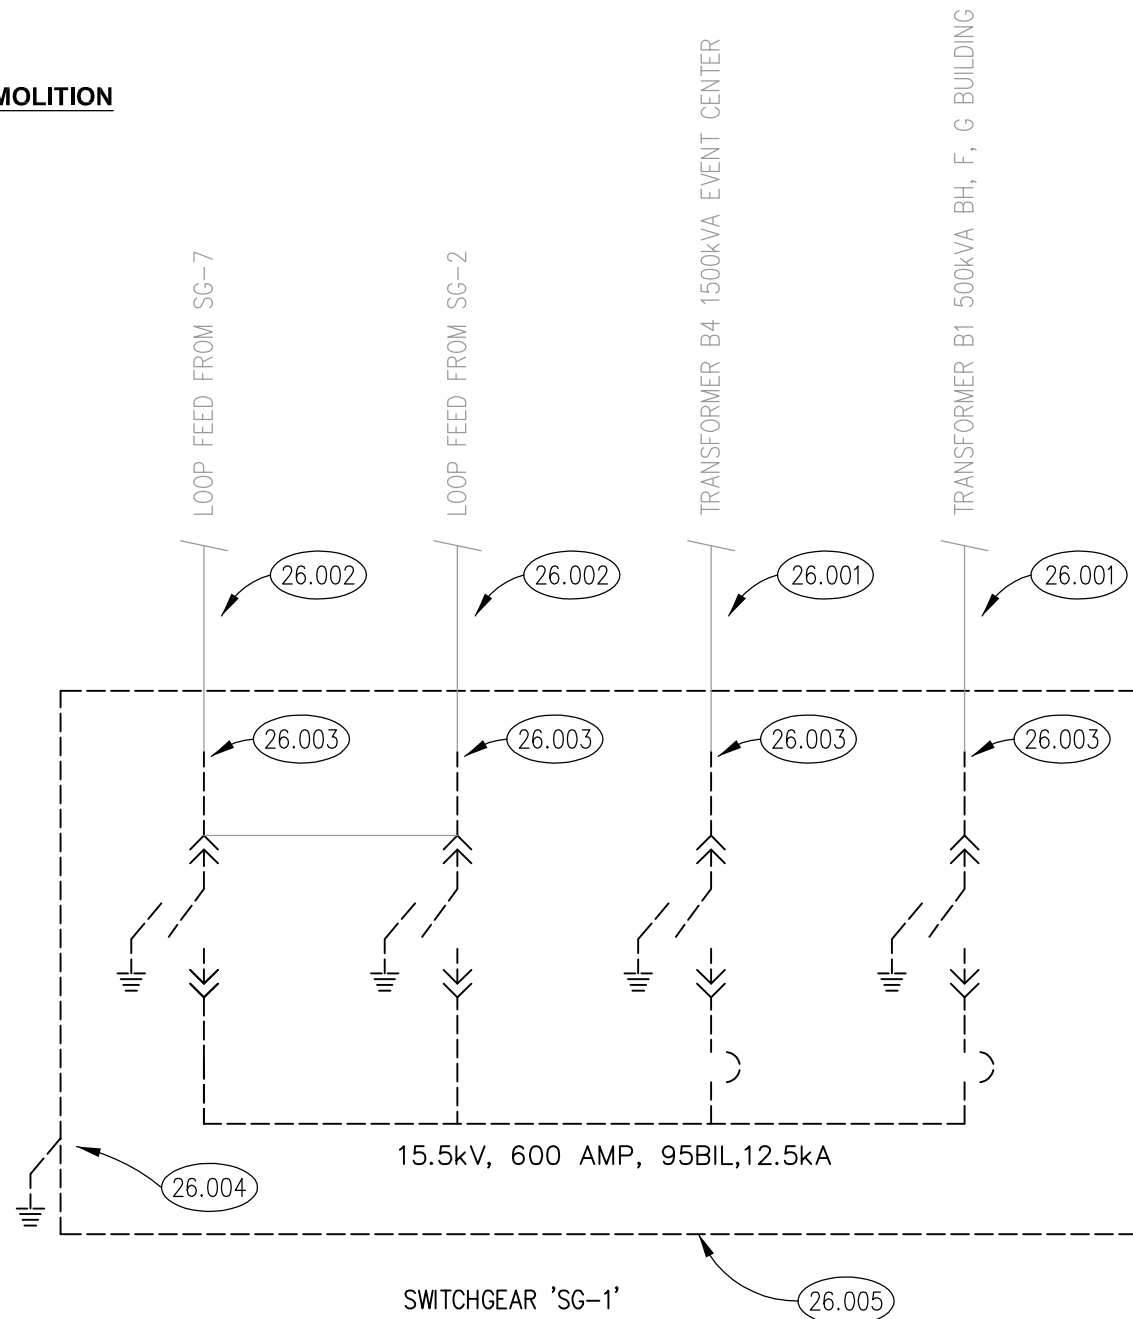 MOLITION
LOOP FEED FROM SG-7
LOOP FEED FROM SG-2
TRANSFORMER B4 1500kVA EVENT CENTER
TRANSFORMER B1 500kVA BH, F, G BUILDING
26.002
26.002
26.001
26.001
26.003
26.003
26.003
26.003
15.5kV, 600 AMP, 95BIL,12.5kA
26.004
SWITCHGEAR 'SG-1'
26.005